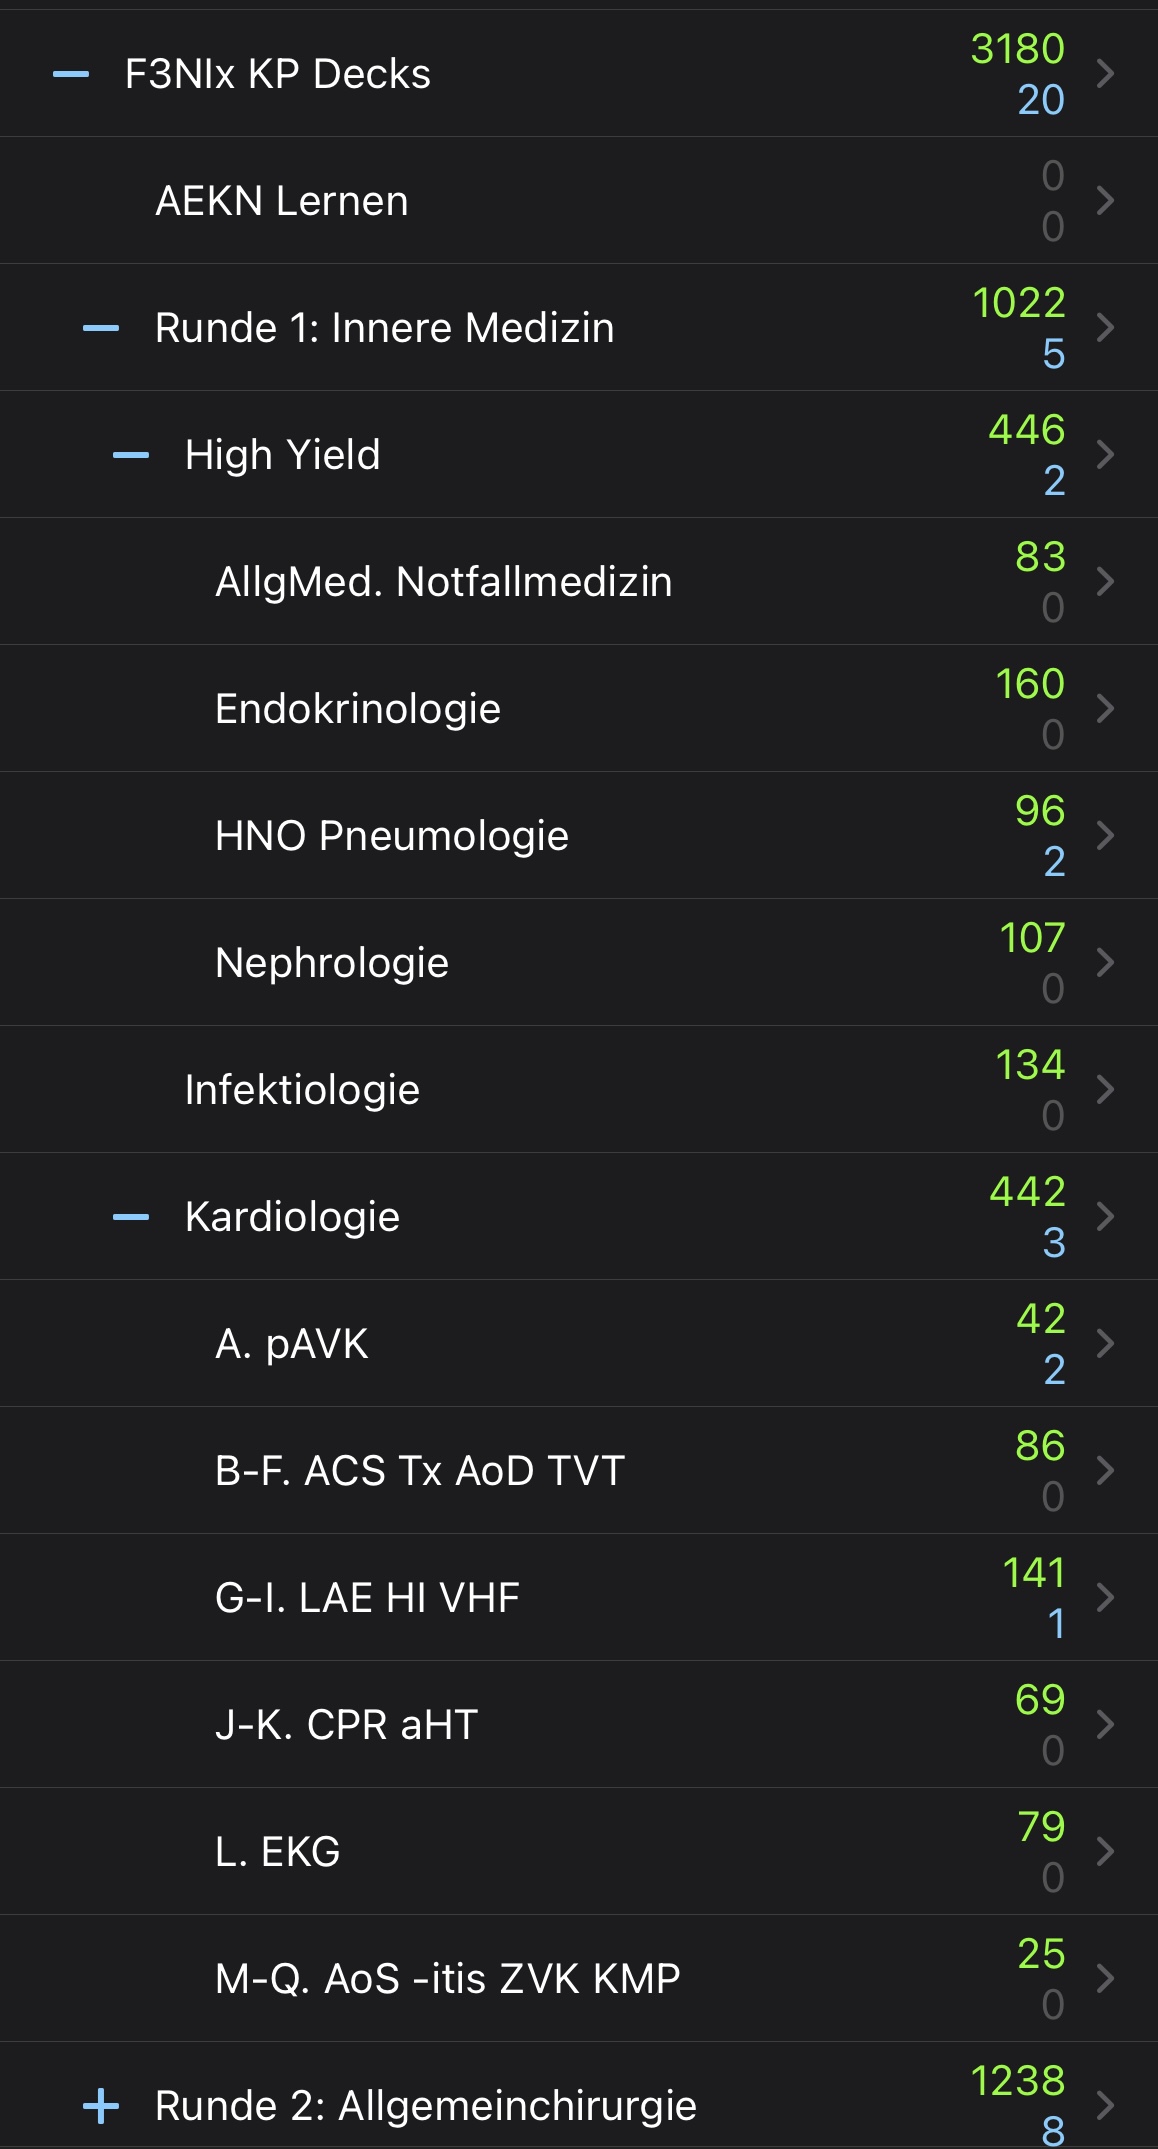 F3NIx KP Decks 3180
20
AEKN Lernen 0
0
Runde 1: Innere Medizin 1022
5
High Yield 446
2
AllgMed. Notfallmedizin 83
0
Endokrinologie 160
0
HNO Pneumologie 96
2
Nephrologie 107
0
Infektiologie 134
0
Kardiologie 442
3
A. pAVK 42
2
B-F. ACS Tx AoD TVT 86
0
G-I. LAE HI VHF 141
1
J-K. CPR aHT 69
0
L. EKG 79
0
M-Q. AoS -itis ZVK KMP 25
0
Runde 2: Allgemeinchirurgie 1238
8